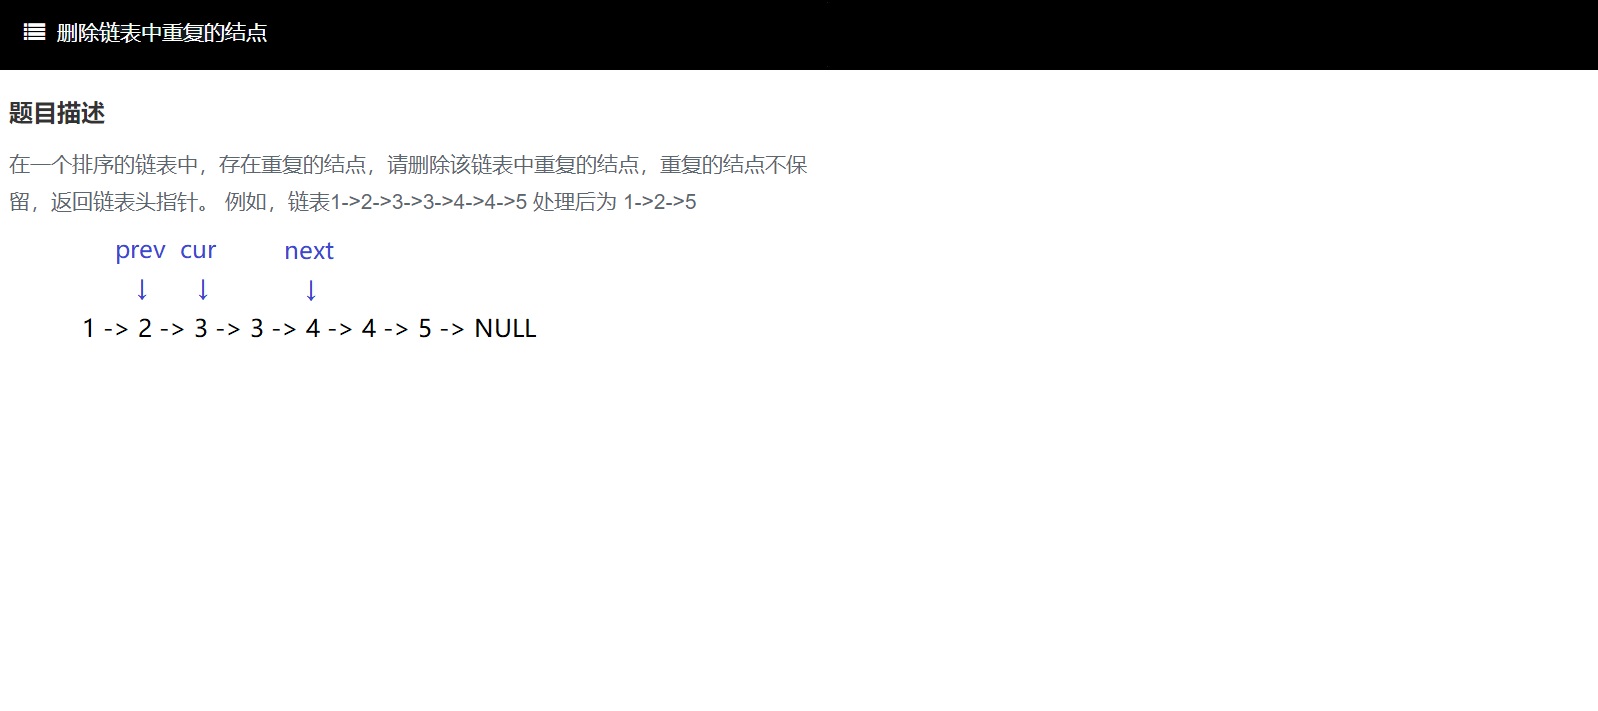 删除链表中重复的结点
题目描述
在一个排序的链表中，存在重复的结点，请删除该链表中重复的结点，重复的结点不保
留，返回链表头指针。 例如，链表1->2->3->3->4->4->5 处理后为 1->2->5
prev cur next
↓ ↓ ↓
1 -> 2 -> 3 -> 3 -> 4 -> 4 -> 5 -> NULL